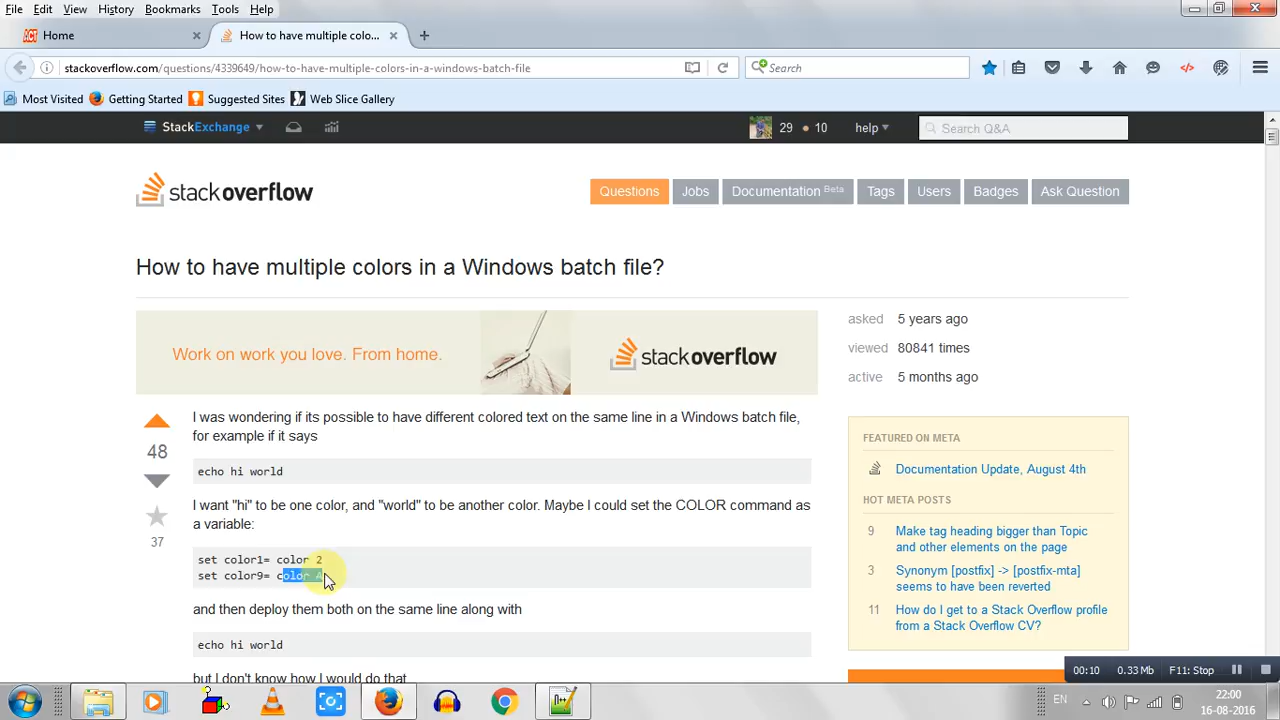 File Edit View History Bookmarks Tools Help
ACT Home
How to have multiple colo...
stackoverflow.com/questions/4339649/how-to-have-multiple-colors-in-a-windows-batch-file
Search
Most Visited Getting Started Suggested Sites Web Slice Gallery
StackExchange
29 10 help
Search Q&A
stackoverflow
Questions Jobs Documentation Beta Tags Users Badges Ask Question
How to have multiple colors in a Windows batch file?
Work on work you love. From home.
stackoverflow
asked 5 years ago
viewed 80841 times
active 5 months ago
48
37
I was wondering if its possible to have different colored text on the same line in a Windows batch file,
for example if it says
echo hi world
I want "hi" to be one color, and "world" to be another color. Maybe I could set the COLOR command as
a variable:
set color1= color 2
set color9= color A
and then deploy them both on the same line along with
echo hi world
but I don't know how I would do that
FEATURED ON META
Documentation Update, August 4th
HOT META POSTS
9 Make tag heading bigger than Topic
and other elements on the page
3 Synonym [postfix] -> [postfix-mta]
seems to have been reverted
11 How do I get to a Stack Overflow profile
from a Stack Overflow CV?
00:10 0.33 Mb F11: Stop
EN
22:00
16-08-2016